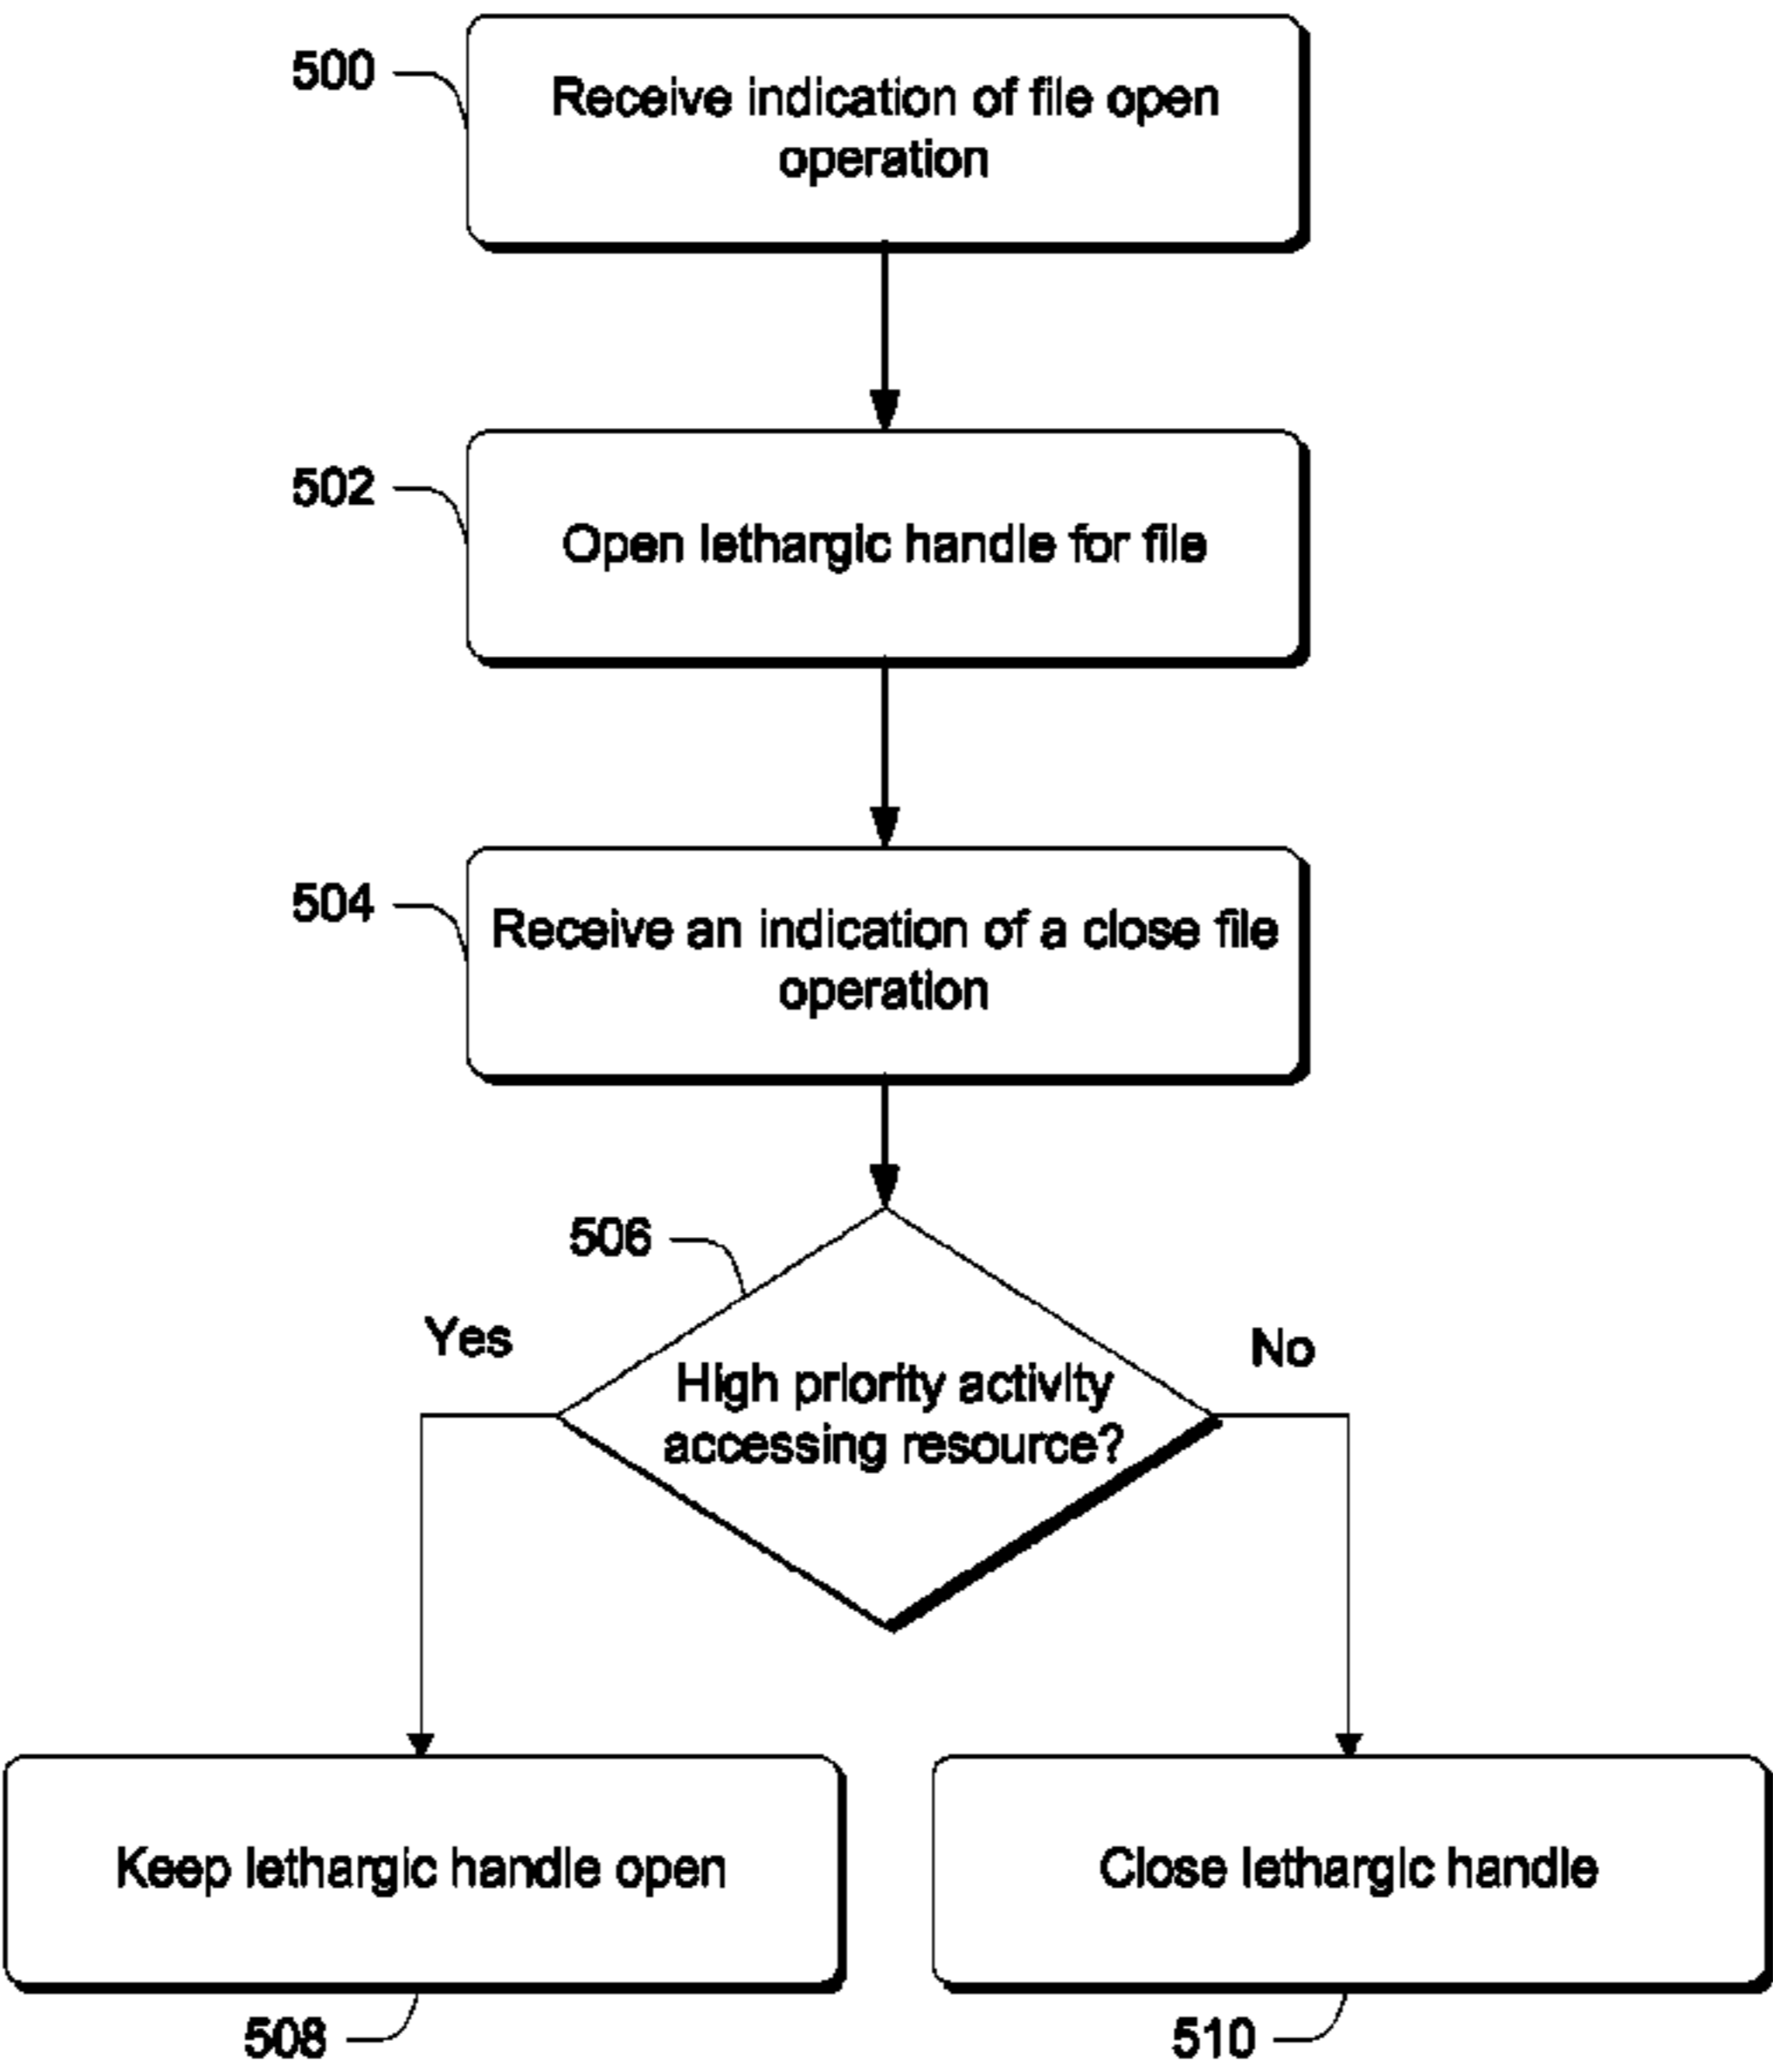 500
Receive indication of file open
operation
502
Open lethargic handle for file
504
Receive an indication of a close file
operation
506
Yes
No
High priority activity
accessing resource?
Keep lethargic handle open
Close lethargic handle
508
510